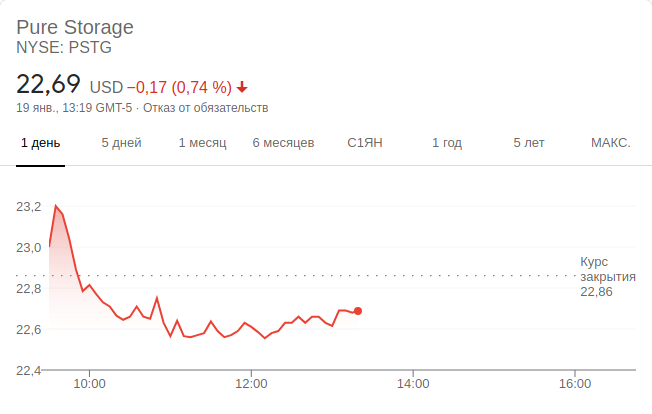 Pure Storage
NYSE: PSTG
22,69 USD −0,17 (0,74 %)
19 янв., 13:19 GMT-5 · Отказ от обязательств
1 день 5 дней 1 месяц 6 месяцев С1ЯН 1 год 5 лет МАКС.
23,2
23,0
Курс
закрытия
22,86
22,8
22,6
22,4
10:00 12:00 14:00 16:00